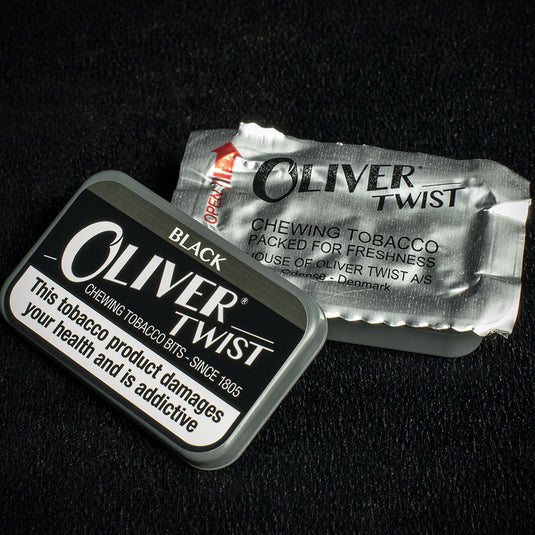 BLACK
OLIVER®
TWIST
CHEWING TOBACCO BITS - SINCE 1805
This tobacco product damages
your health and is addictive
OPEN
OLIVER®
TWIST
CHEWING TOBACCO
PACKED FOR FRESHNESS
HOUSE OF OLIVER TWIST A/S
Denmark